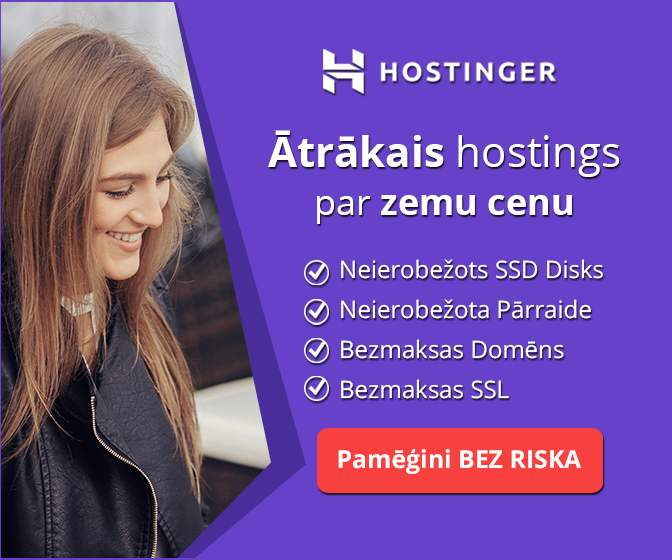 HOSTINGER
Ātrākais hostings
par zemu cenu
Neierobežots SSD Disks
Neierobežota Pārraide
Bezmaksas Domēns
Bezmaksas SSL
Pamēģini BEZ RISKA